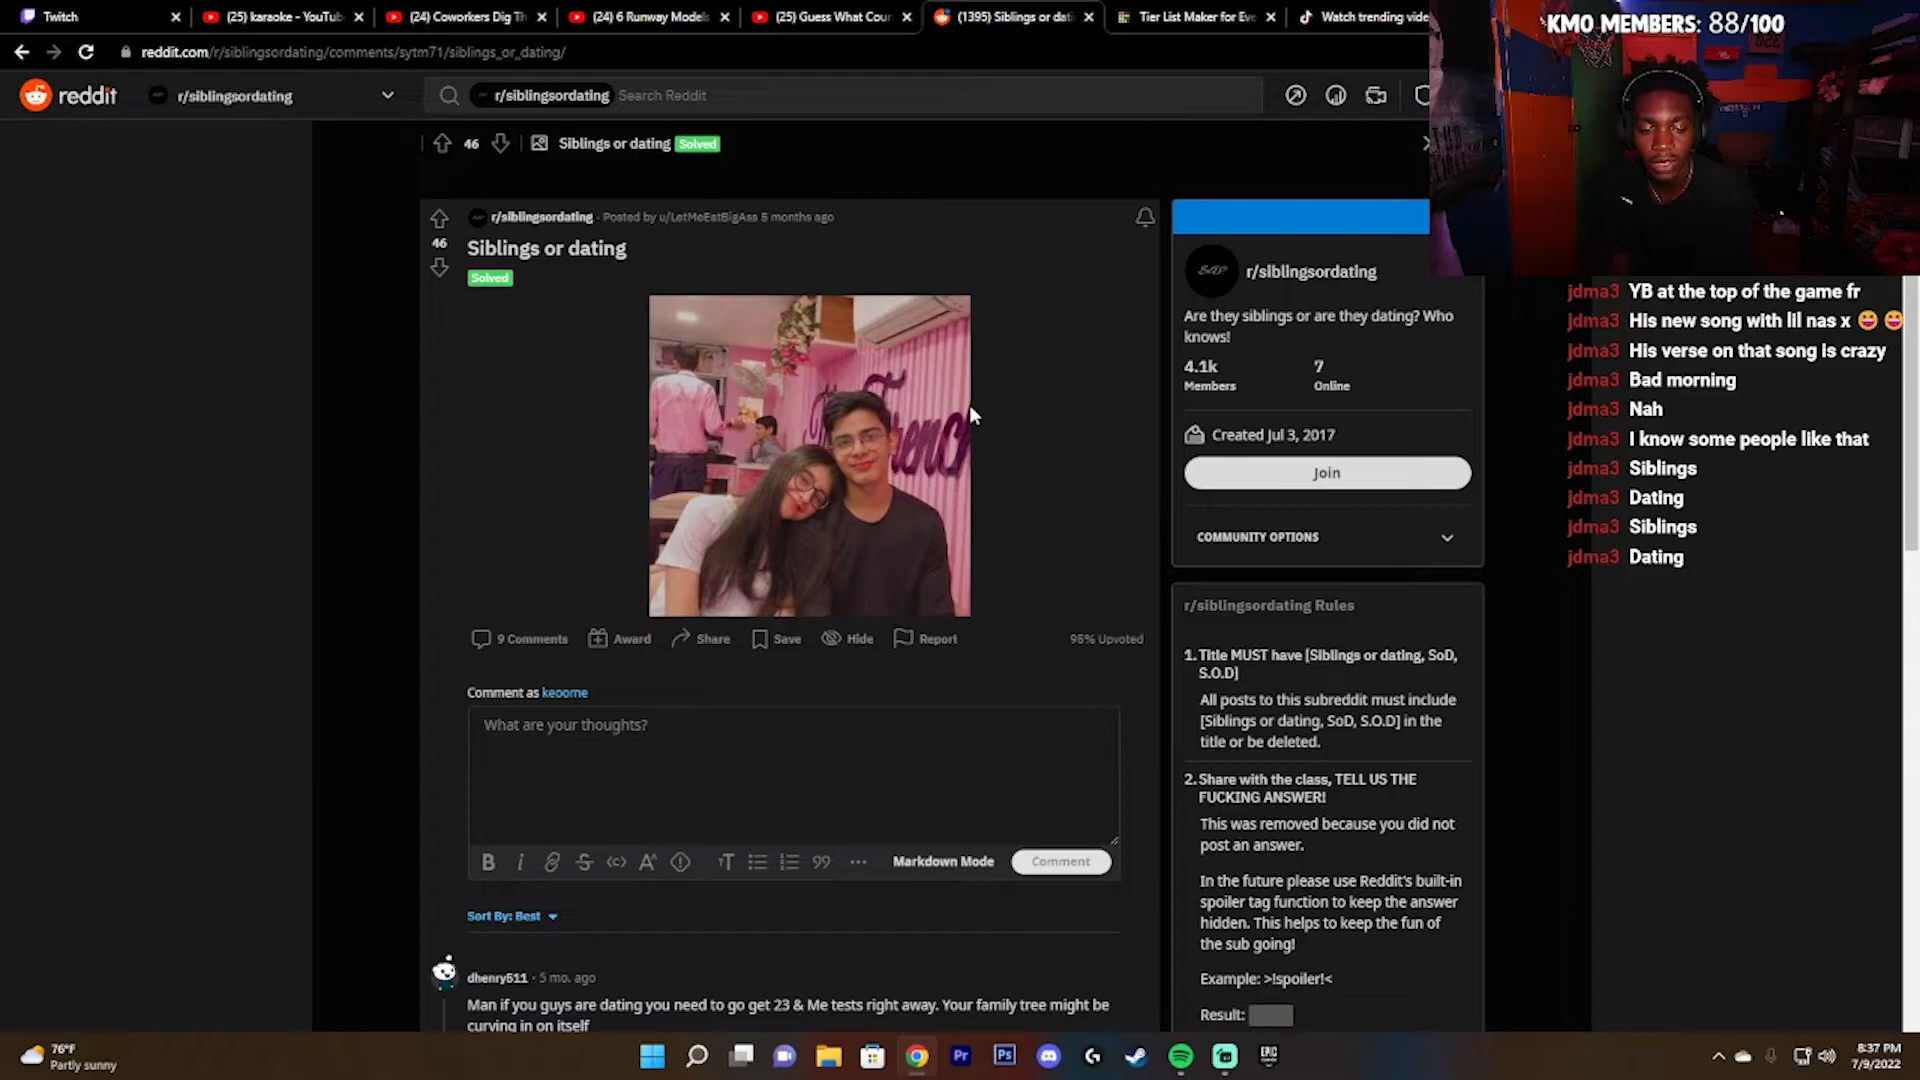 Twitch
(25) karaoke - YouTub
(24) Coworkers Dig Th
(24) 6 Runway Models
(25) Guess What Cour
(1395) Siblings or dati
Tier List Maker for Eve
Watch trending vide
KMO MEMBERS: 88/100
reddit.com/r/siblingsordating/comments/sytm71/siblings_or_dating/
reddit
r/siblingsordating
r/siblingsordating Search Reddit
46 Siblings or dating Solved
r/siblingsordating · Posted by u/LetMeEatBigAss 5 months ago
46
Siblings or dating
Solved
9 Comments Award Share Save Hide Report 95% Upvoted
Comment as keoome
What are your thoughts?
Markdown Mode
Comment
Sort By: Best
dhenry511 · 5 mo. ago
Man if you guys are dating you need to go get 23 & Me tests right away. Your family tree might be
curving in on itself
SoD?
r/siblingsordating
Are they siblings or are they dating? Who
knows!
4.1k 7
Members Online
Created Jul 3, 2017
Join
COMMUNITY OPTIONS
r/siblingsordating Rules
1. Title MUST have [Siblings or dating, SoD,
S.O.D]
All posts to this subreddit must include
[Siblings or dating, SoD, S.O.D] in the
title or be deleted.
2. Share with the class, TELL US THE
FUCKING ANSWER!
This was removed because you did not
post an answer.
In the future please use Reddit's built-in
spoiler tag function to keep the answer
hidden. This helps to keep the fun of
the sub going!
Example: >!spoiler!<
Result:
jdma3 YB at the top of the game fr
jdma3 His new song with lil nas x
jdma3 His verse on that song is crazy
jdma3 Bad morning
jdma3 Nah
jdma3 I know some people like that
jdma3 Siblings
jdma3 Dating
jdma3 Siblings
jdma3 Dating
76°F
Partly sunny
Pr
Ps
EPIC
8:37 PM
7/9/2022